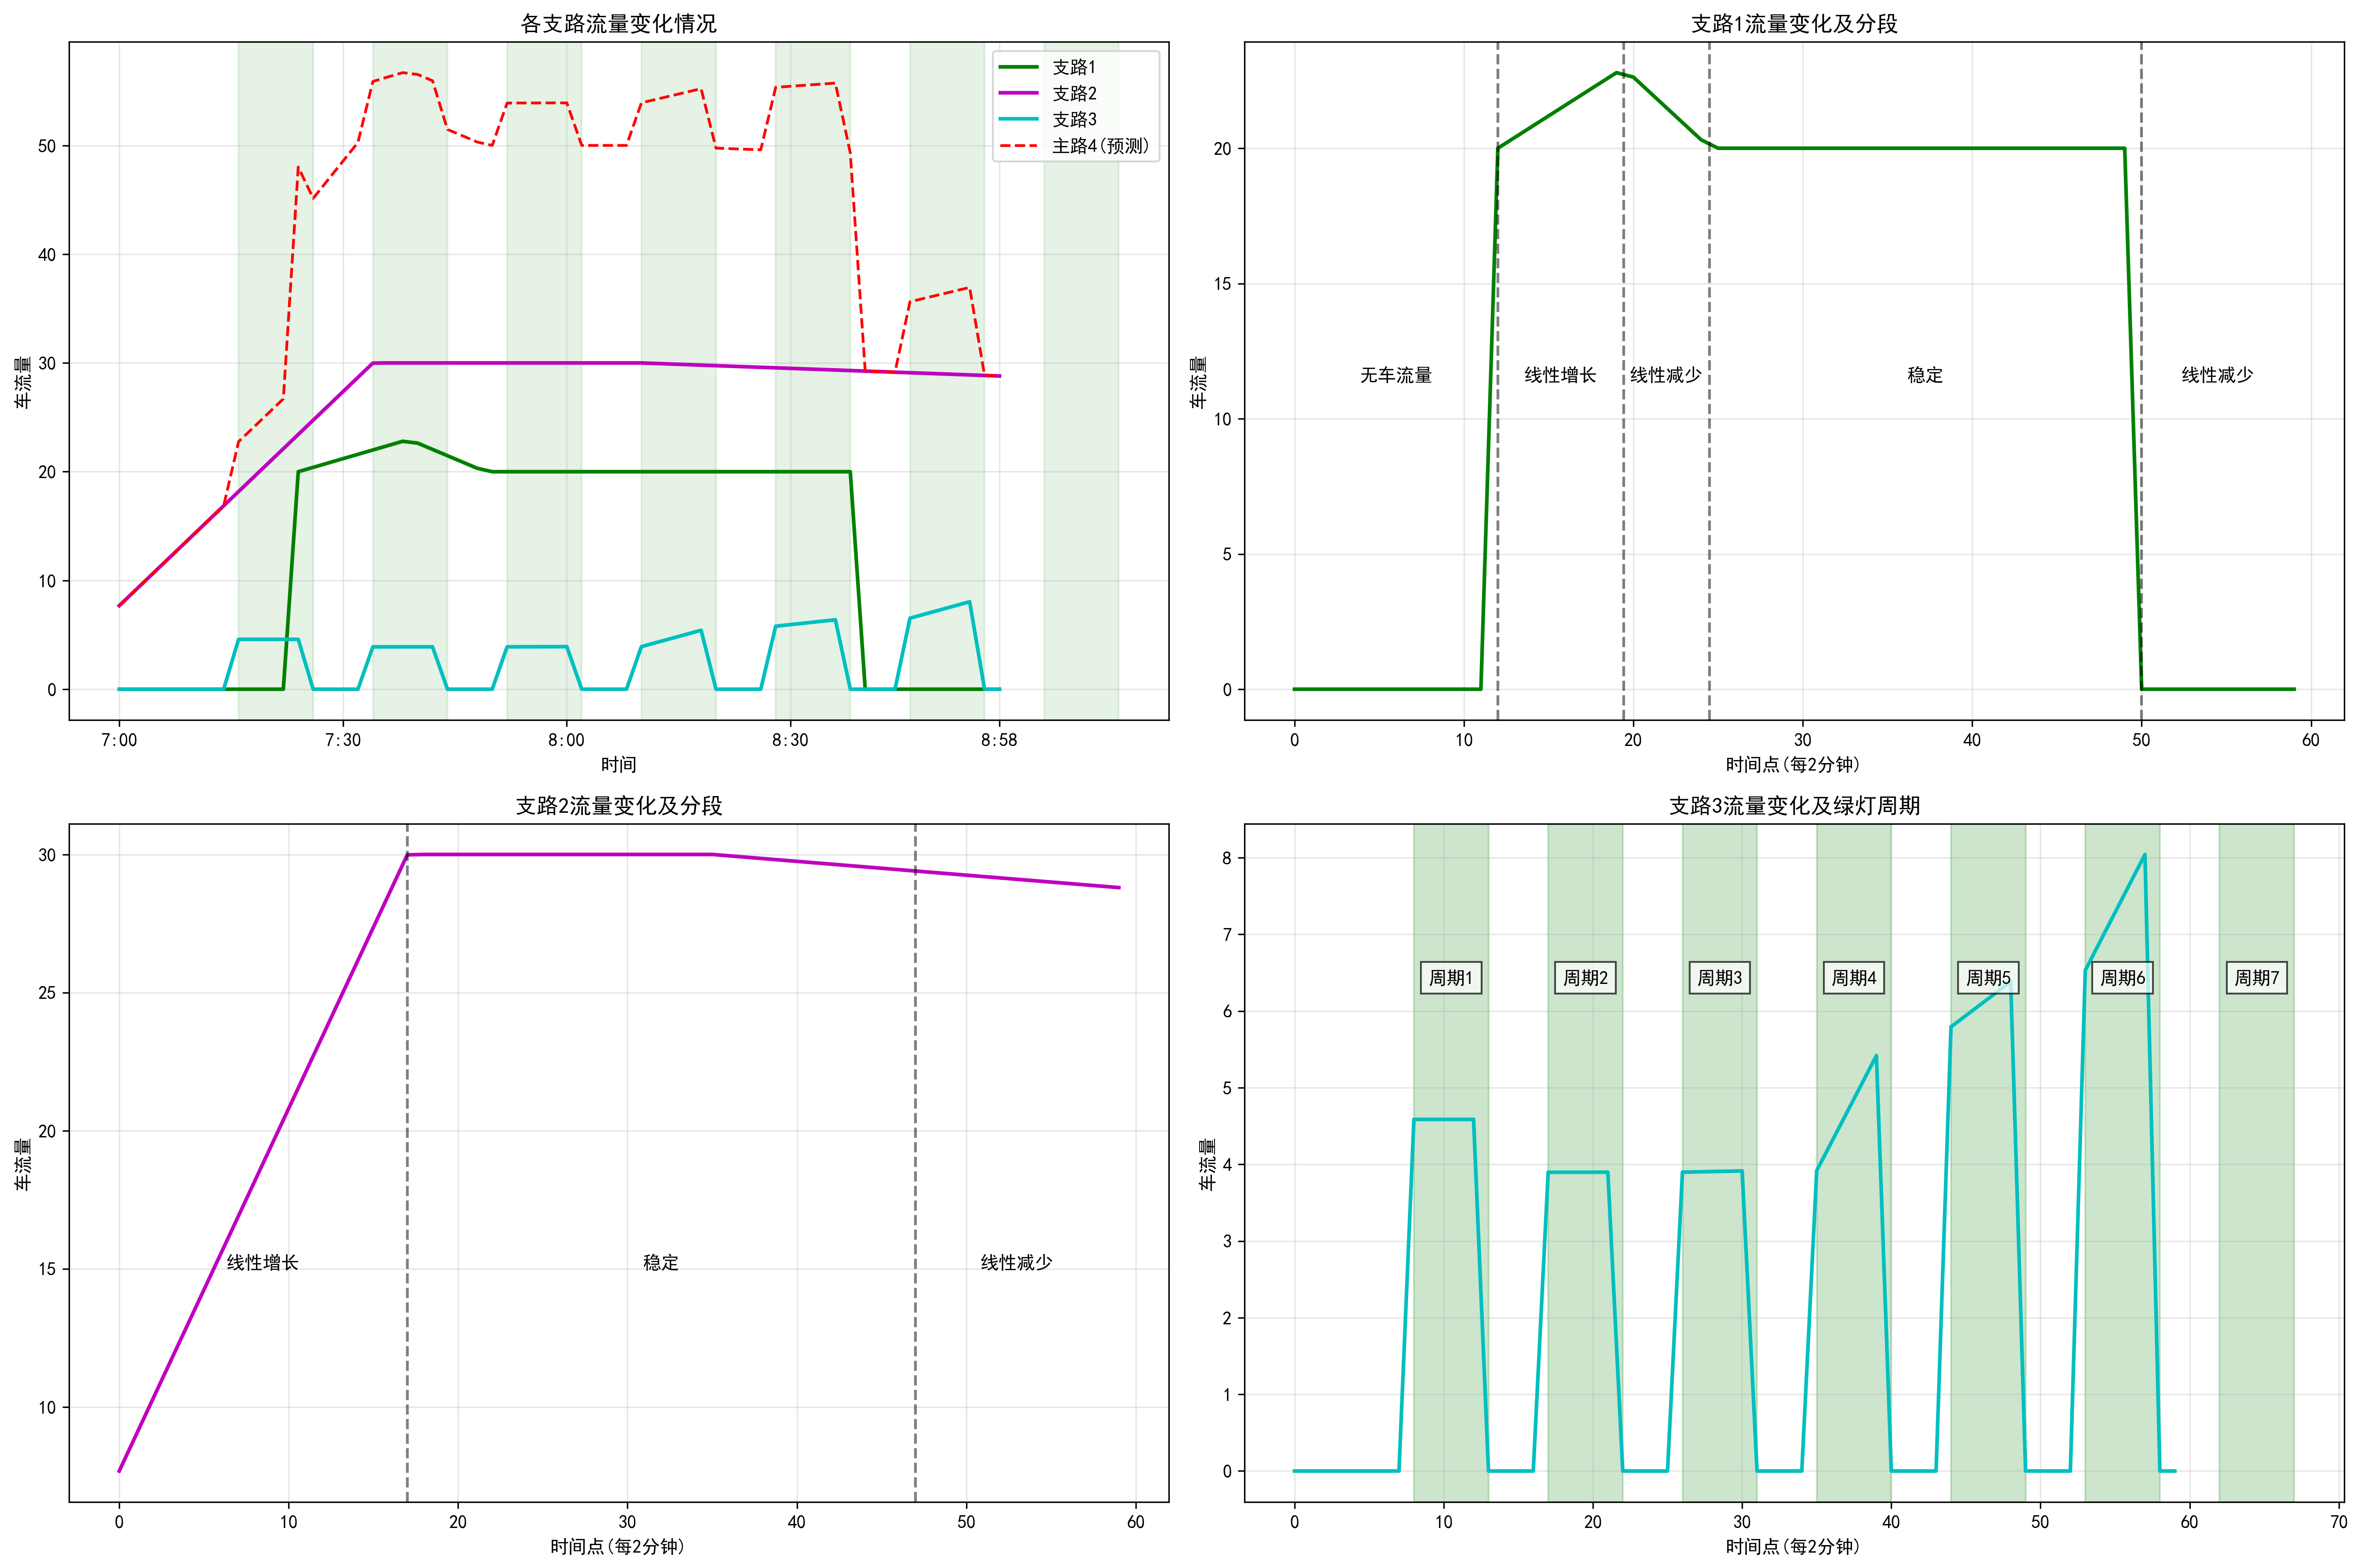 各支路流量变化情况
车流量
50
40
30
20
10
0
支路1
支路2
支路3
主路4(预测)
7:00 7:30 8:00 8:30 8:58
时间
支路1流量变化及分段
车流量
20
15
10
5
0
无车流量 线性增长 线性减少 稳定 线性减少
0 10 20 30 40 50 60
时间点(每2分钟)
支路2流量变化及分段
车流量
30
25
20
15
10
线性增长 稳定 线性减少
0 10 20 30 40 50 60
时间点(每2分钟)
支路3流量变化及绿灯周期
车流量
8
7
6
5
4
3
2
1
0
周期1 周期2 周期3 周期4 周期5 周期6 周期7
0 10 20 30 40 50 60 70
时间点(每2分钟)